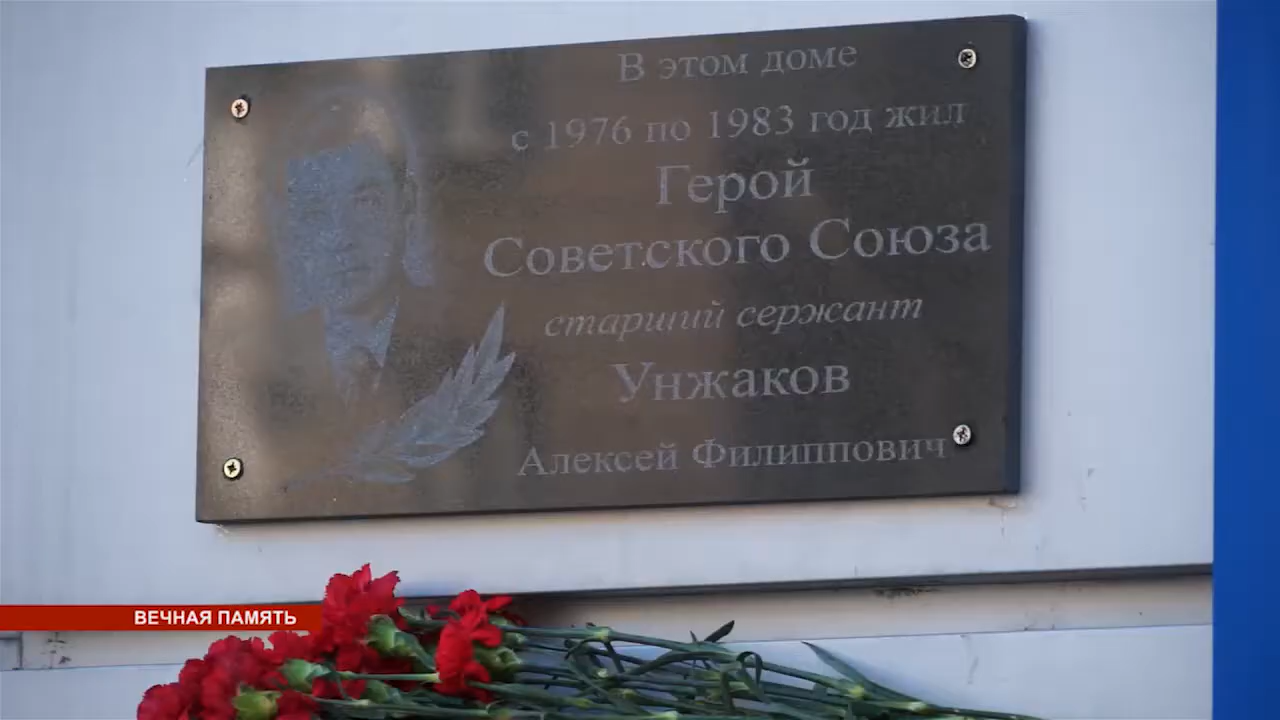 В этом доме
с 1976 по 1983 год жил
Герой
Советского Союза
старший сержант
Унжаков
Алексей Филиппович
ВЕЧНАЯ ПАМЯТЬ